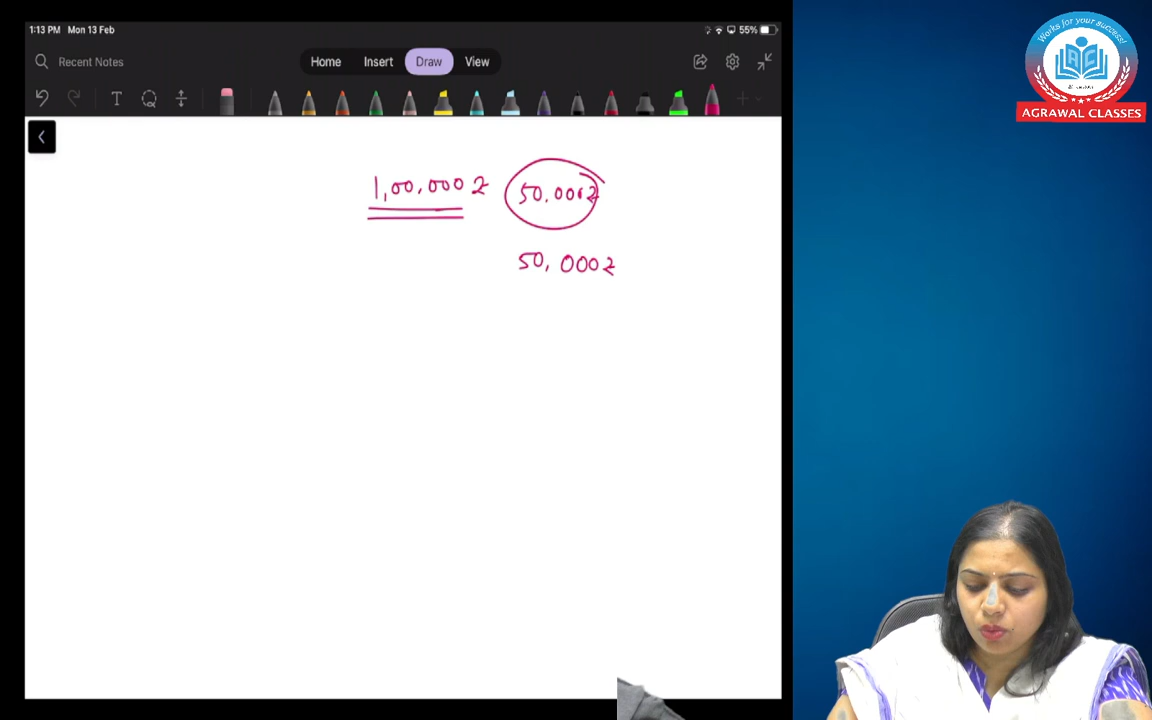 1:13 PM Mon 13 Feb
55%
Recent Notes
Home Insert Draw View
T
1,00,000 ₹ 50,000₹
50,000₹
Works for your success!
AC
AGRAWAL CLASSES